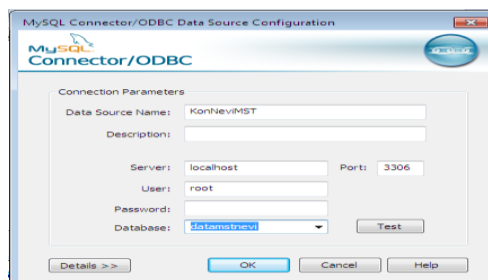 MySQL Connector/ODBC Data Source Configuration
MySQL
Connector/ODBC
Connection Parameters
Data Source Name: KonNeviMST
Description:
Server: localhost Port: 3306
User: root
Password:
Database: datamstnevi Test
Details >> OK Cancel Help